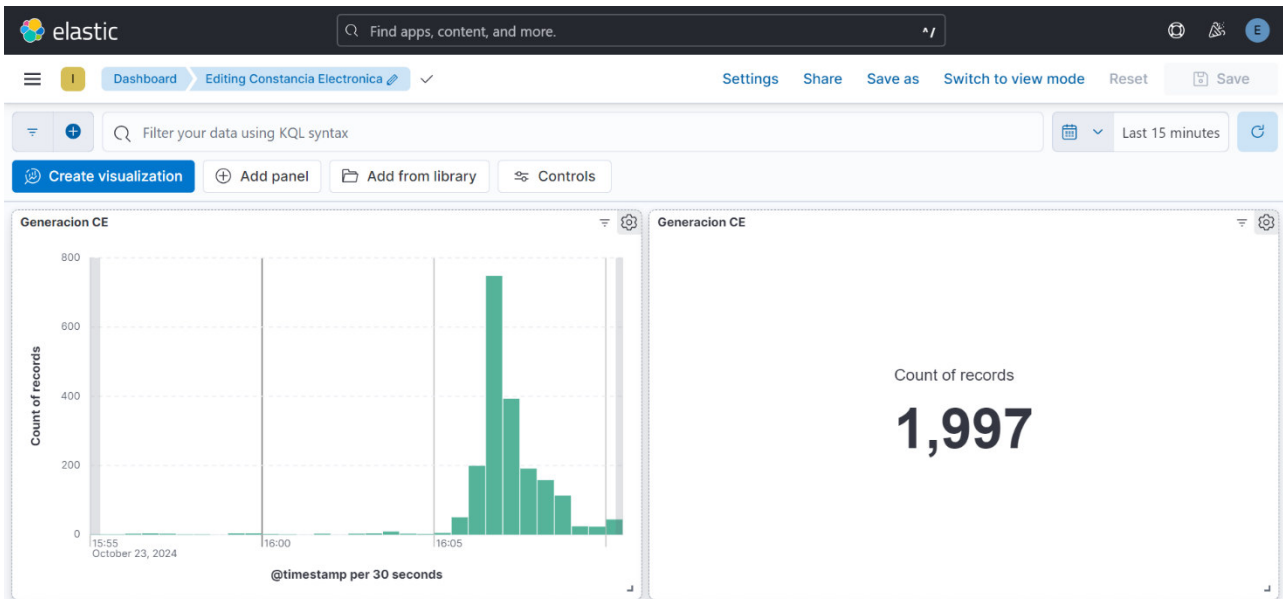 elastic
Find apps, content, and more.
^/
E
I
Dashboard
Editing Constancia Electronica
Settings
Share
Save as
Switch to view mode
Reset
Save
Filter your data using KQL syntax
Last 15 minutes
Create visualization
Add panel
Add from library
Controls
Generacion CE
800
600
400
200
0
Count of records
15:55
October 23, 2024
16:00
16:05
@timestamp per 30 seconds
Generacion CE
Count of records
1,997